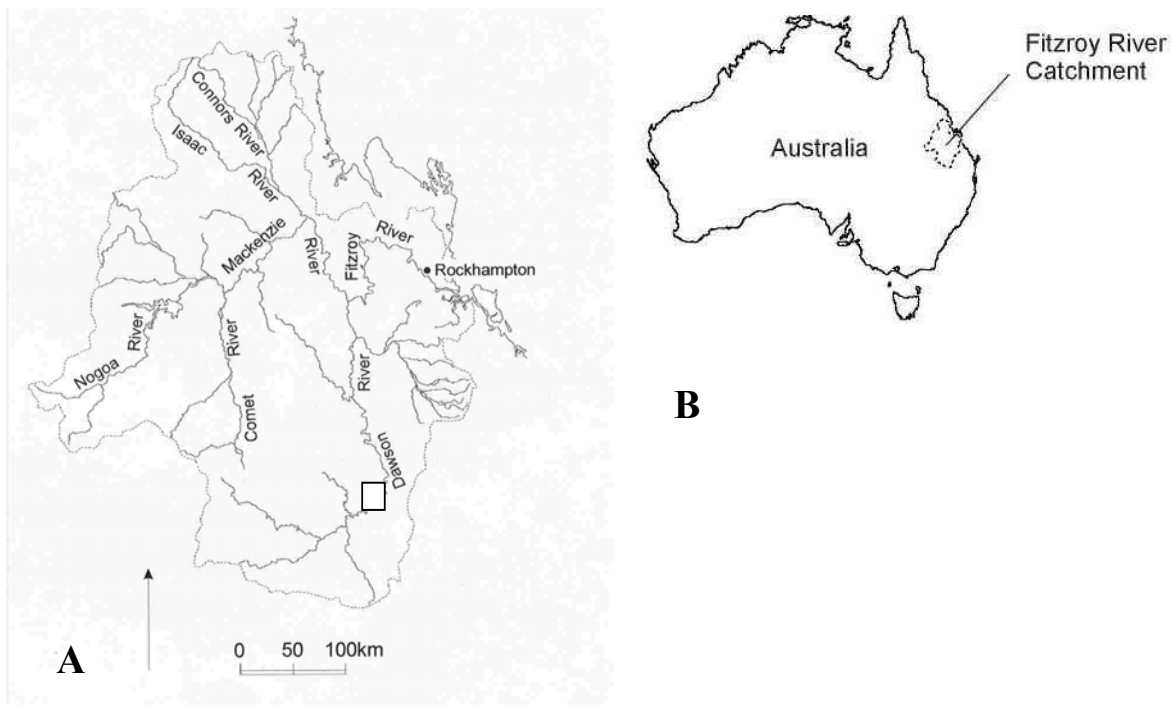 Connors River
Isaac
River
Mackenzie
River
Fitzroy
River
Rockhampton
Nogoa
River
River
Comet
River
Dawson
0 50 100km
A
Fitzroy River
Catchment
Australia
B